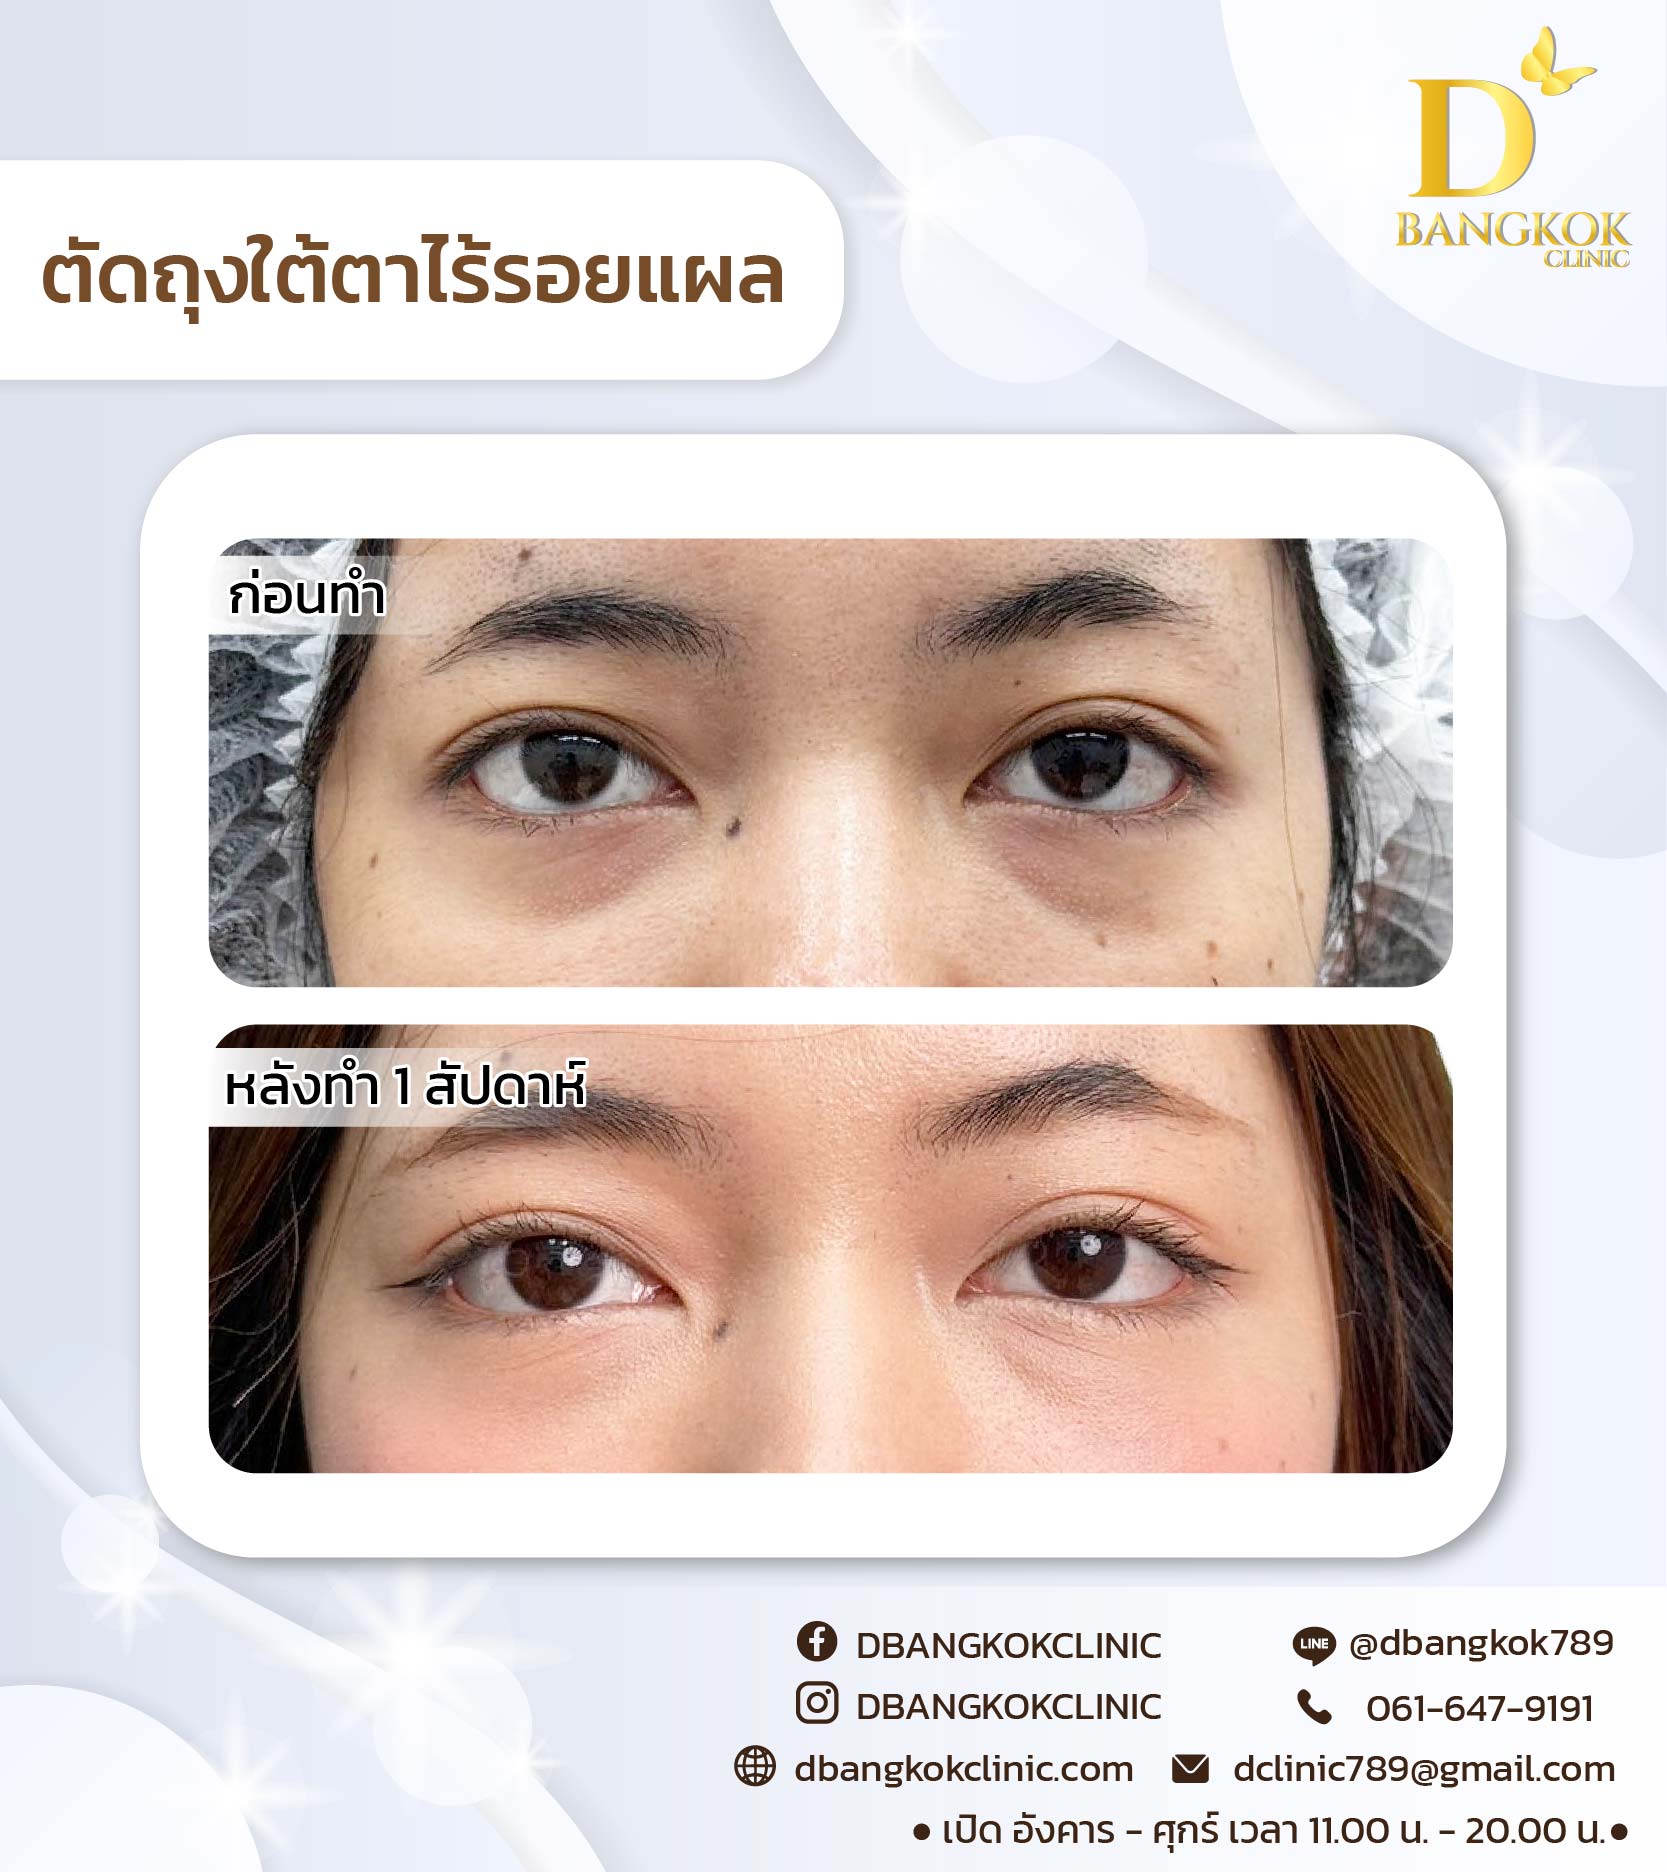 D
BANGKOK
CLINIC
ตัดถุงใต้ตาไร้รอยแผล
ก่อนทำ
หลังทำ 1 สัปดาห์
DBANGKOKCLINIC
LINE @dbangkok789
DBANGKOKCLINIC
061-647-9191
dbangkokclinic.com
dclinic789@gmail.com
• เปิด อังคาร - ศุกร์ เวลา 11.00 น. - 20.00 น.•